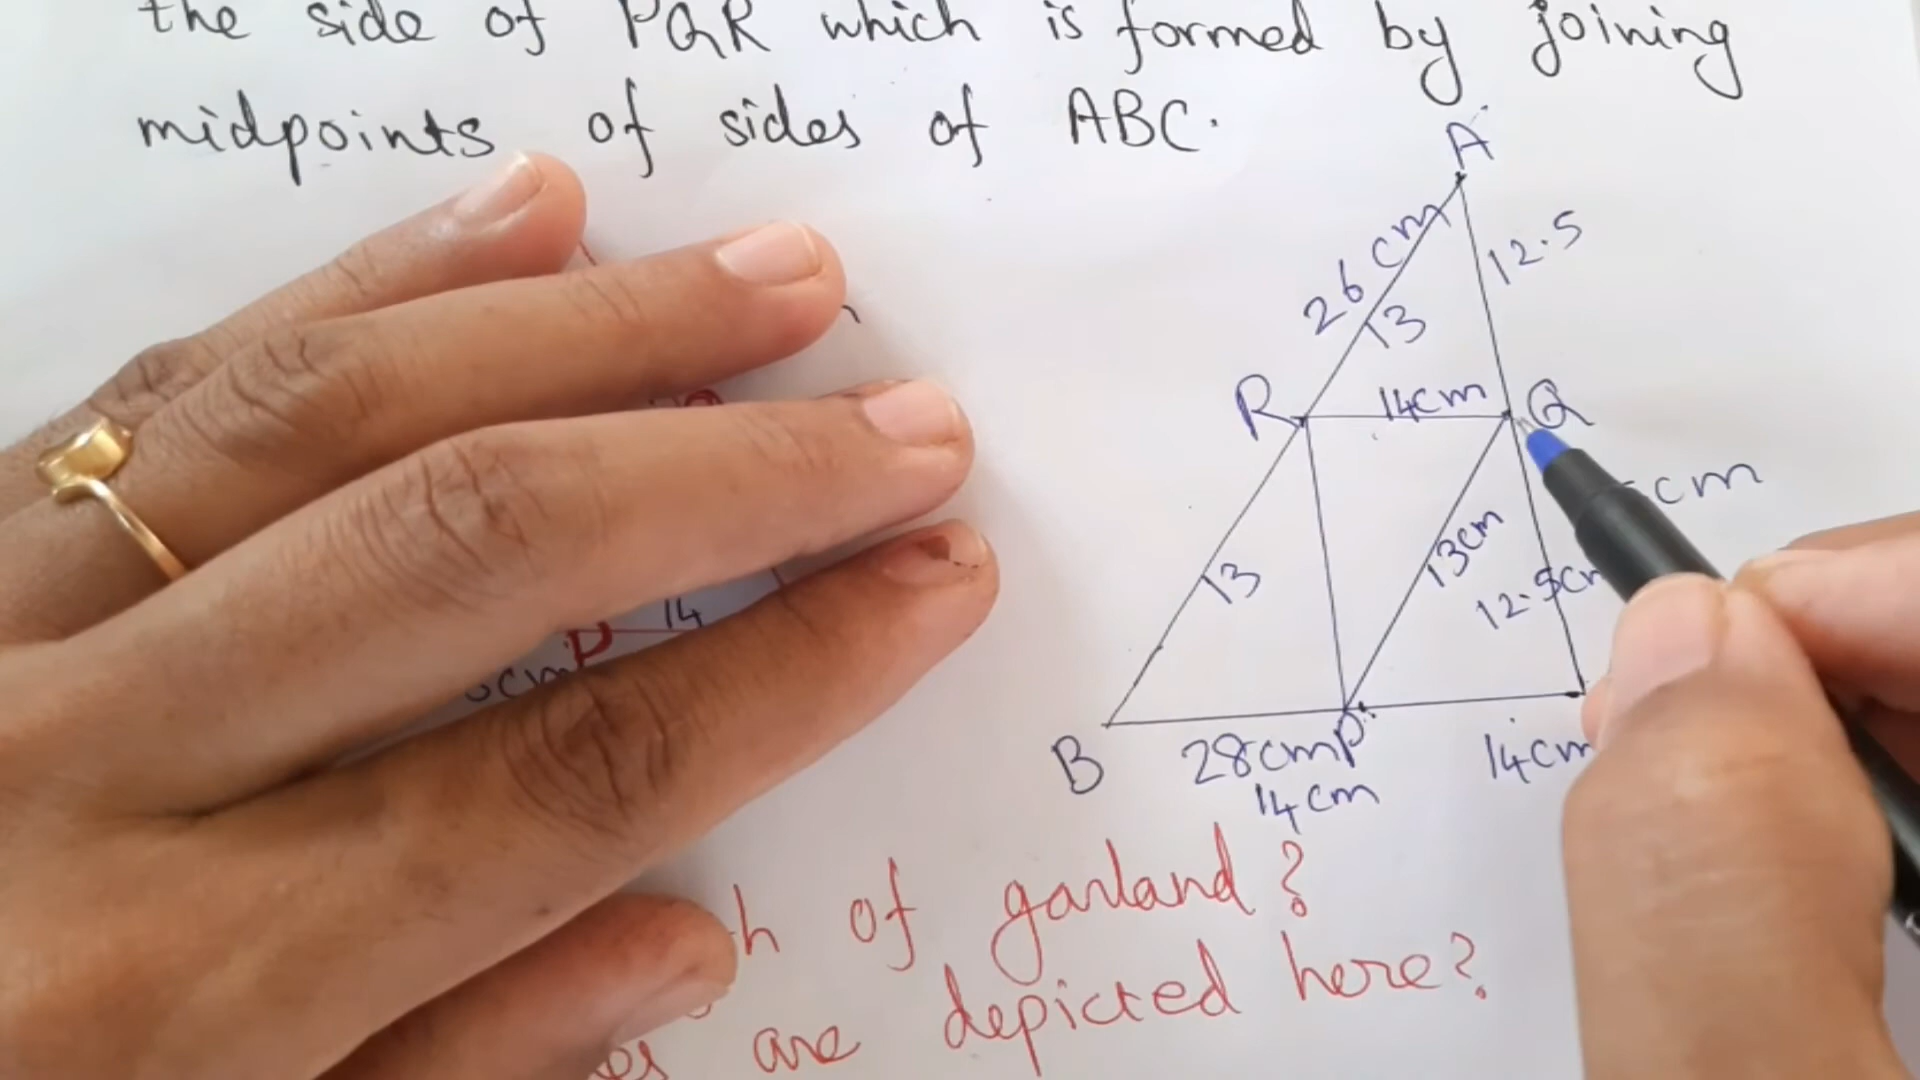 the side of PQR which is formed by joining
midpoints of sides of ABC.
A
26 cm
12.5
13
R
14cm
Q
cm
13
13cm
12.5cm
14
P
cm
B
28cm
P
14cm
14cm
of garland?
are depicted here?